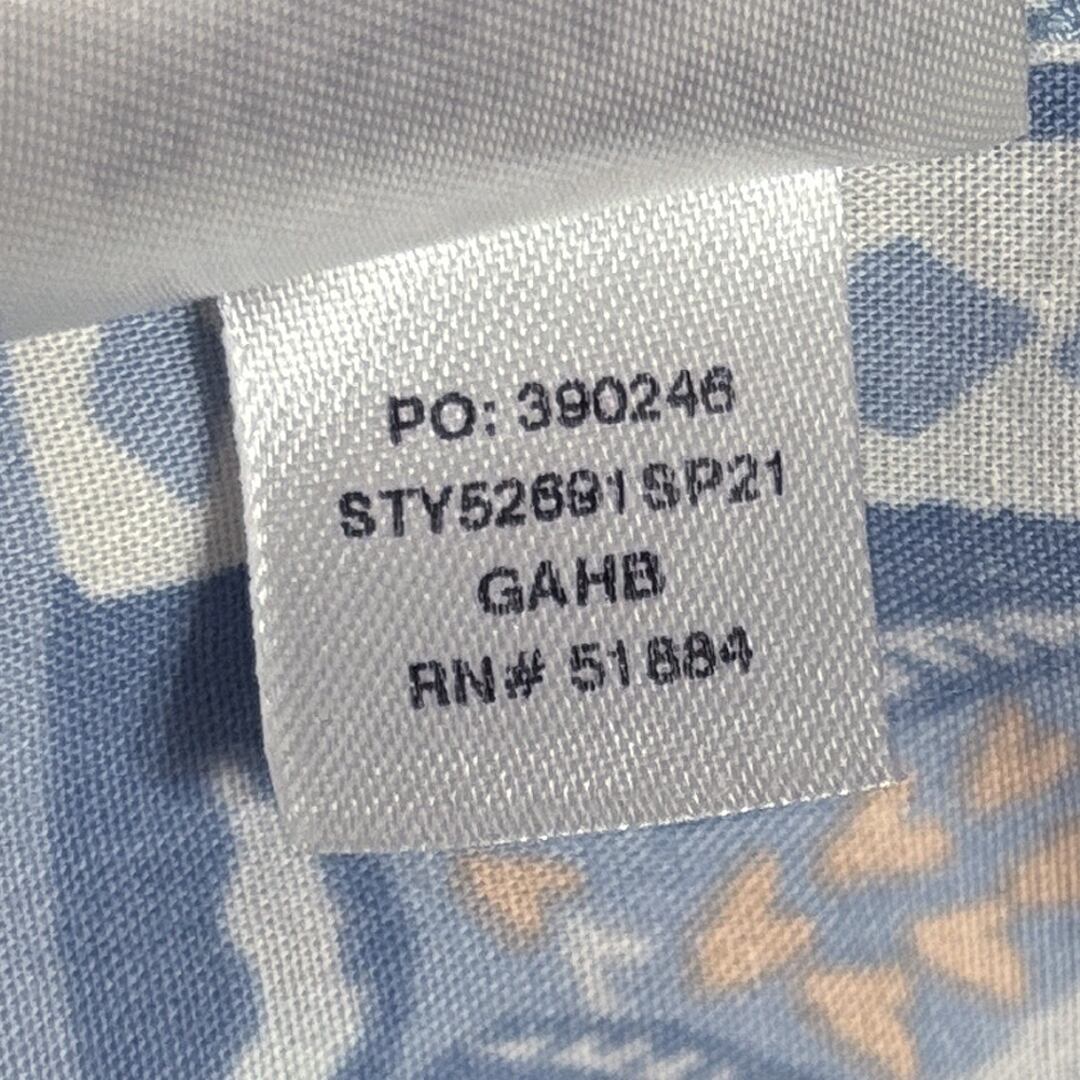 PO: 390246
STY52691SP21
GAHB
RN# 51884